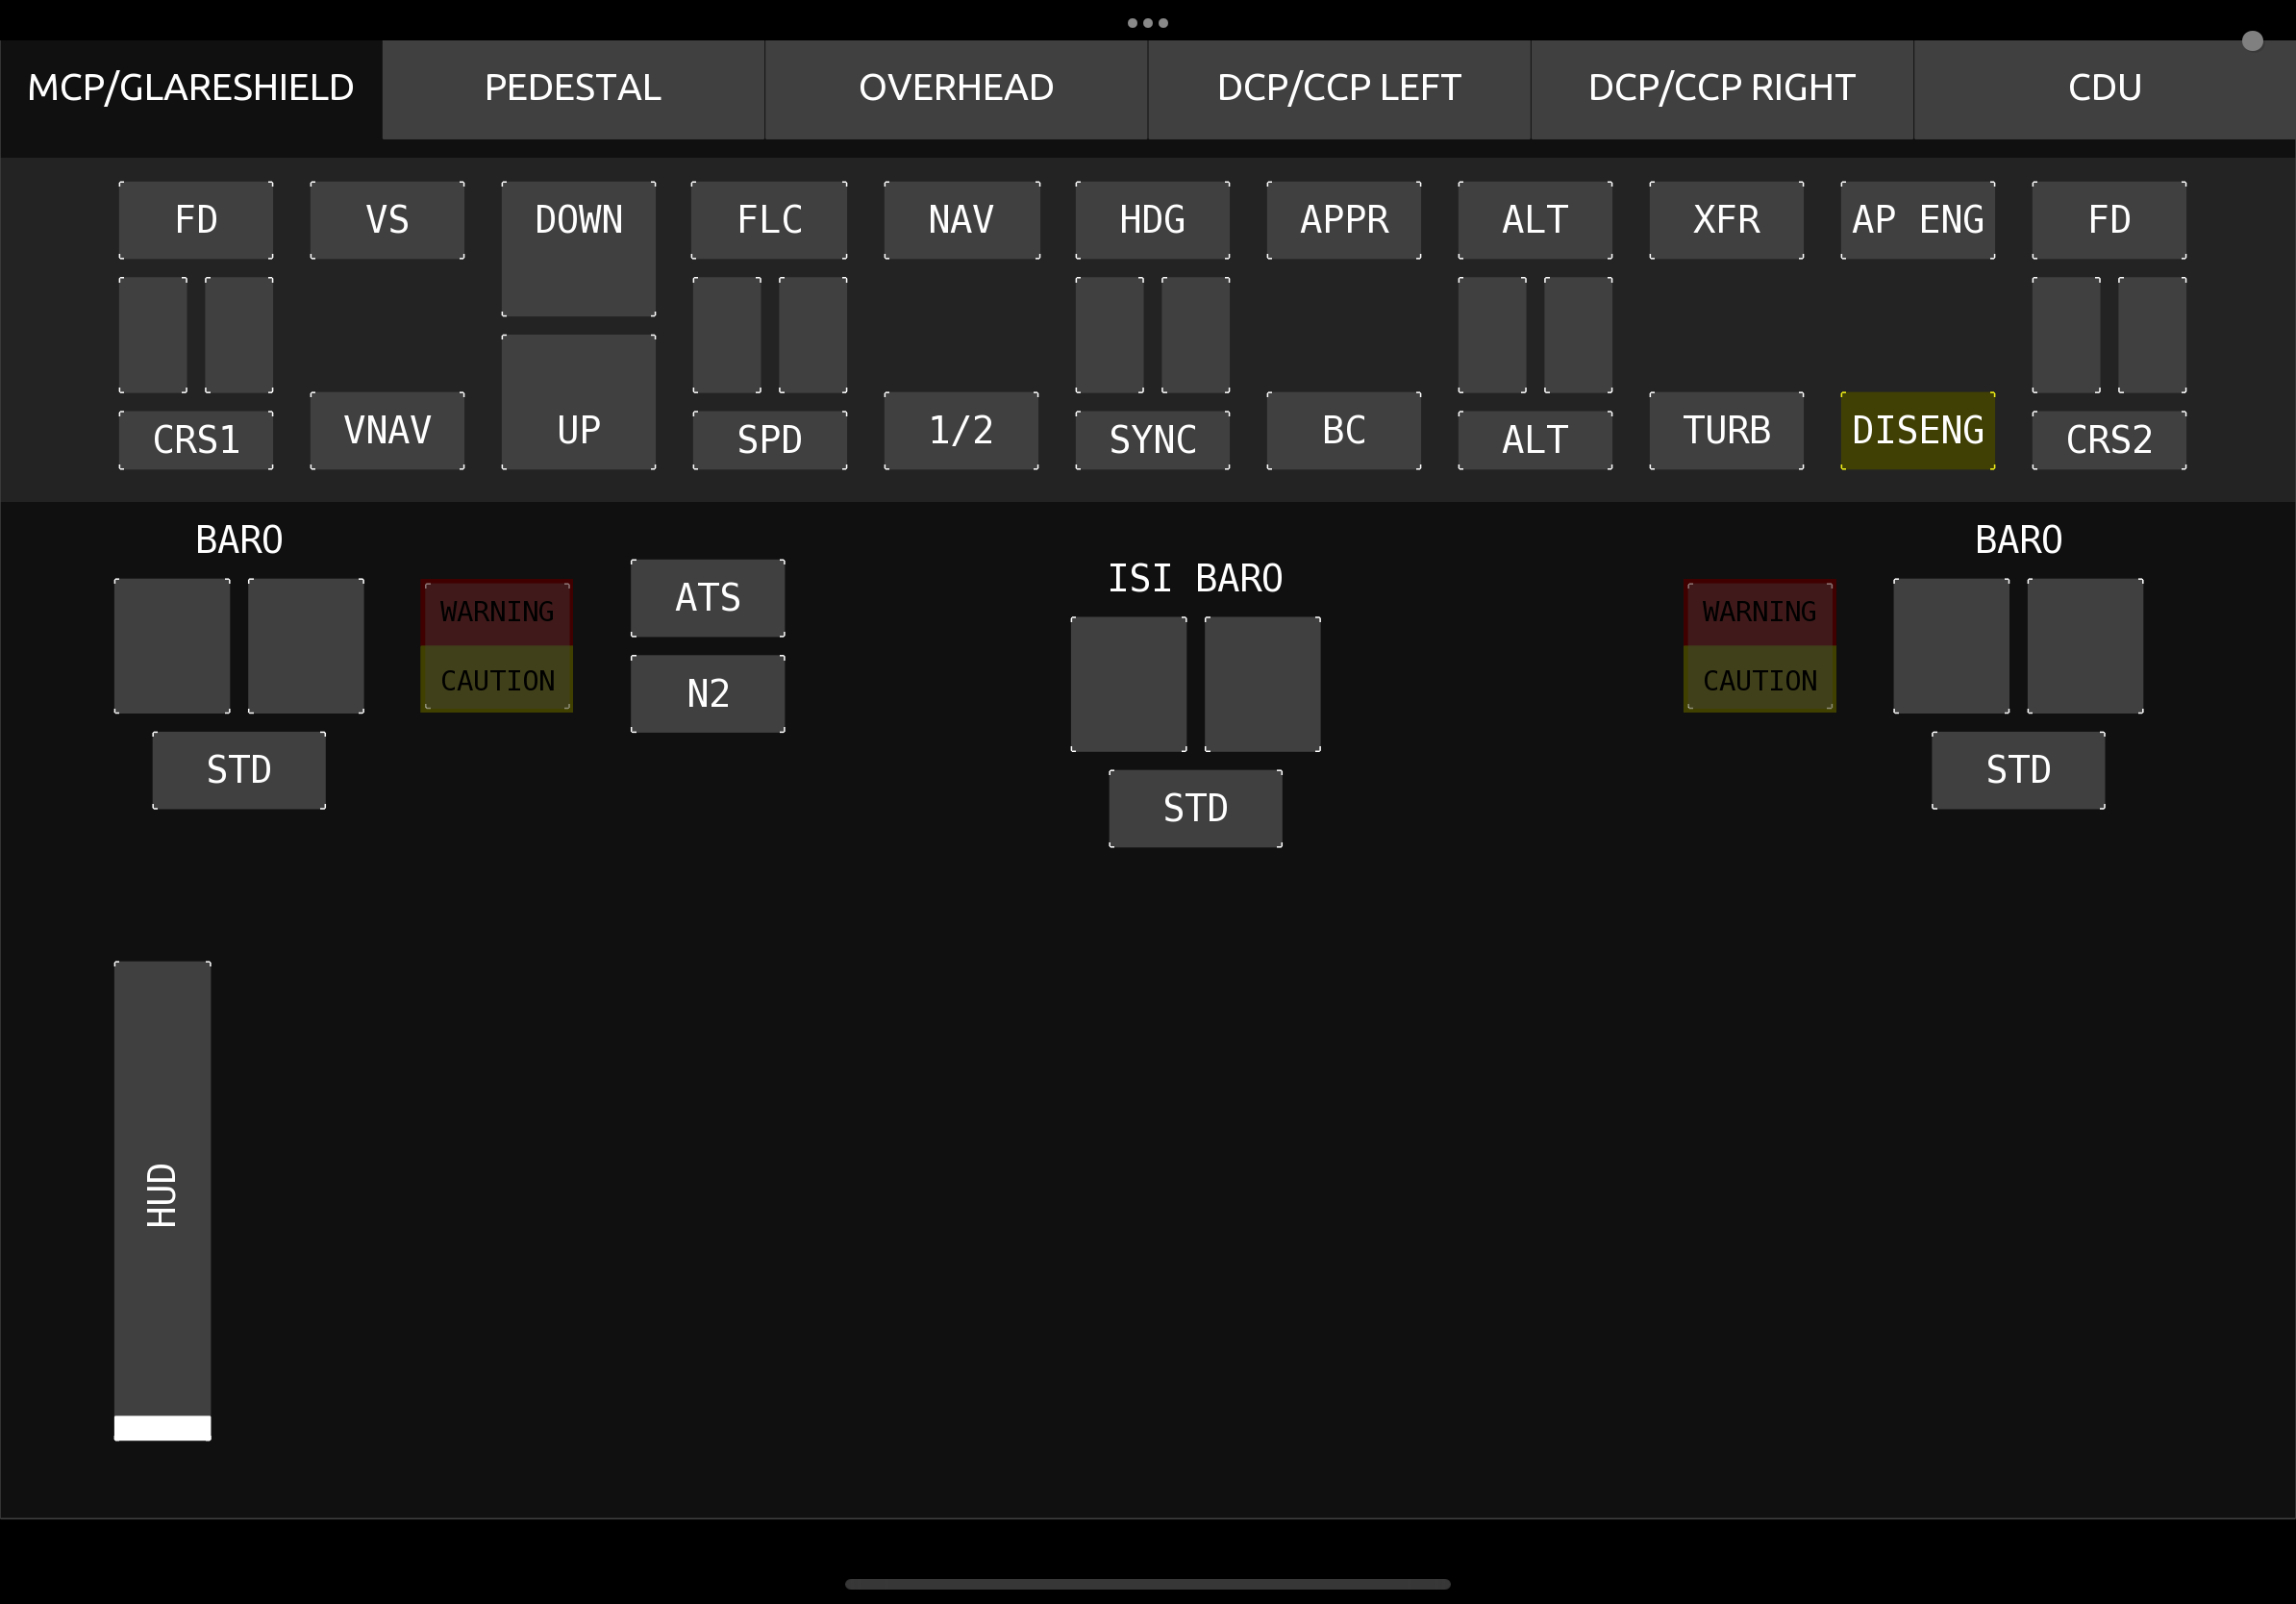 MCP/GLARESHIELD PEDESTAL OVERHEAD DCP/CCP LEFT DCP/CCP RIGHT CDU
FD VS DOWN FLC NAV HDG APPR ALT XFR AP ENG FD
CRS1 VNAV UP SPD 1/2 SYNC BC ALT TURB DISENG CRS2
BARO
WARNING
CAUTION
STD
ATS
N2
ISI BARO
STD
BARO
WARNING
CAUTION
STD
HUD